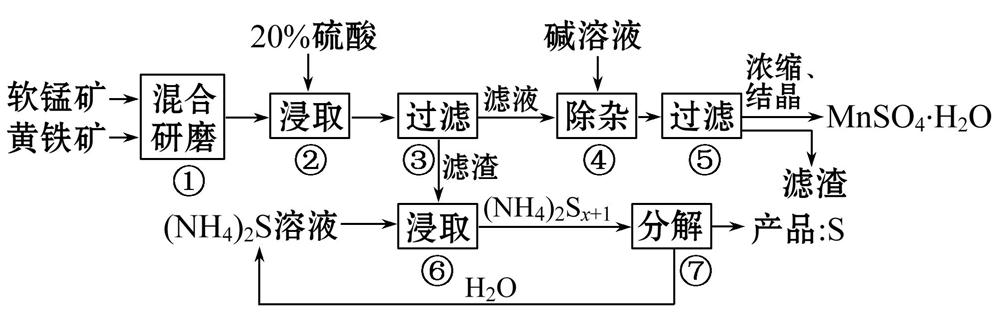 20%硫酸
碱溶液
软锰矿
黄铁矿
混合
研磨
①
浸取
②
过滤
③
滤液
除杂
④
过滤
⑤
浓缩、
结晶
MnSO4·H2O
滤渣
滤渣
(NH4)2S溶液
浸取
⑥
(NH4)2Sx+1
分解
⑦
产品:S
H2O